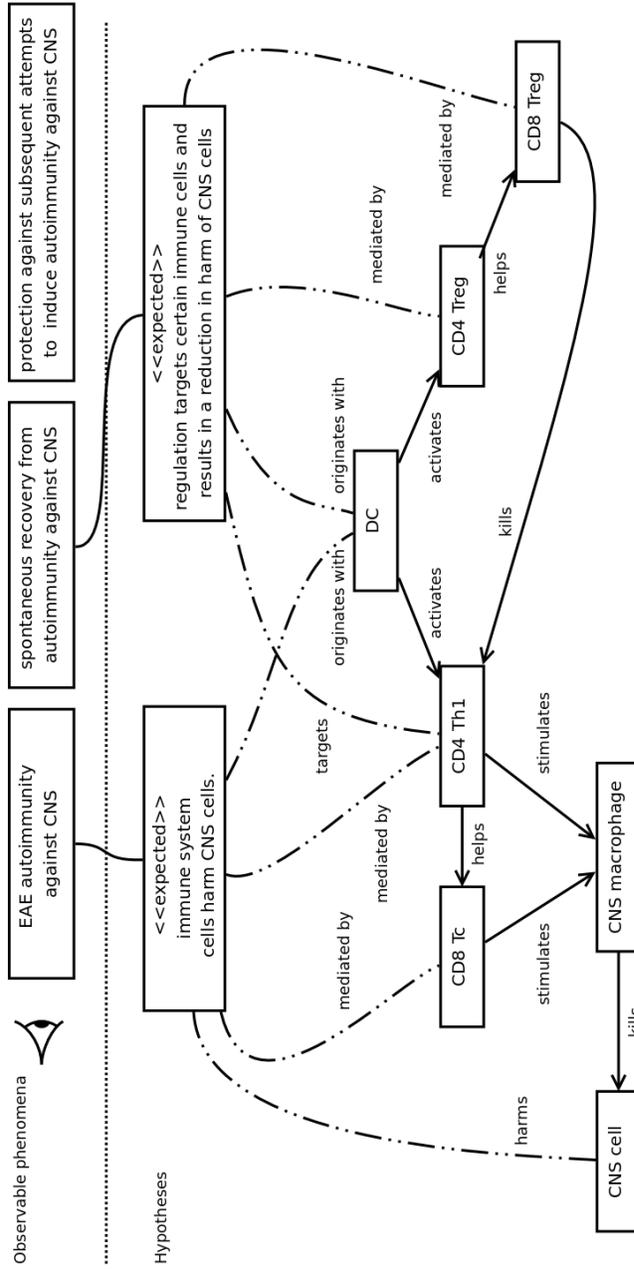 Observable phenomena
EAE autoimmunity
against CNS
spontaneous recovery from
autoimmunity against CNS
protection against subsequent attempts
to induce autoimmunity against CNS
Hypotheses
<<expected>>
immune system
cells harm CNS cells.
<<expected>>
regulation targets certain immune cells and
results in a reduction in harm of CNS cells
harms
mediated by
mediated by
targets
originates with
originates with
mediated by
mediated by
DC
activates
activates
CD8 Tc
helps
CD4 Th1
kills
CD4 Treg
helps
CD8 Treg
stimulates
stimulates
CNS cell
kills
CNS macrophage